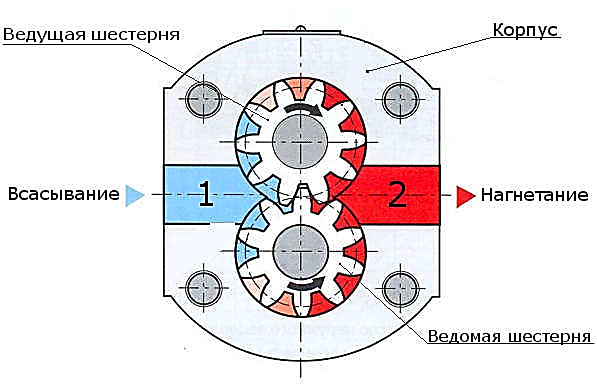 Ведущая шестерня
Корпус
Всасывание
1
2
Нагнетание
Ведомая шестерня